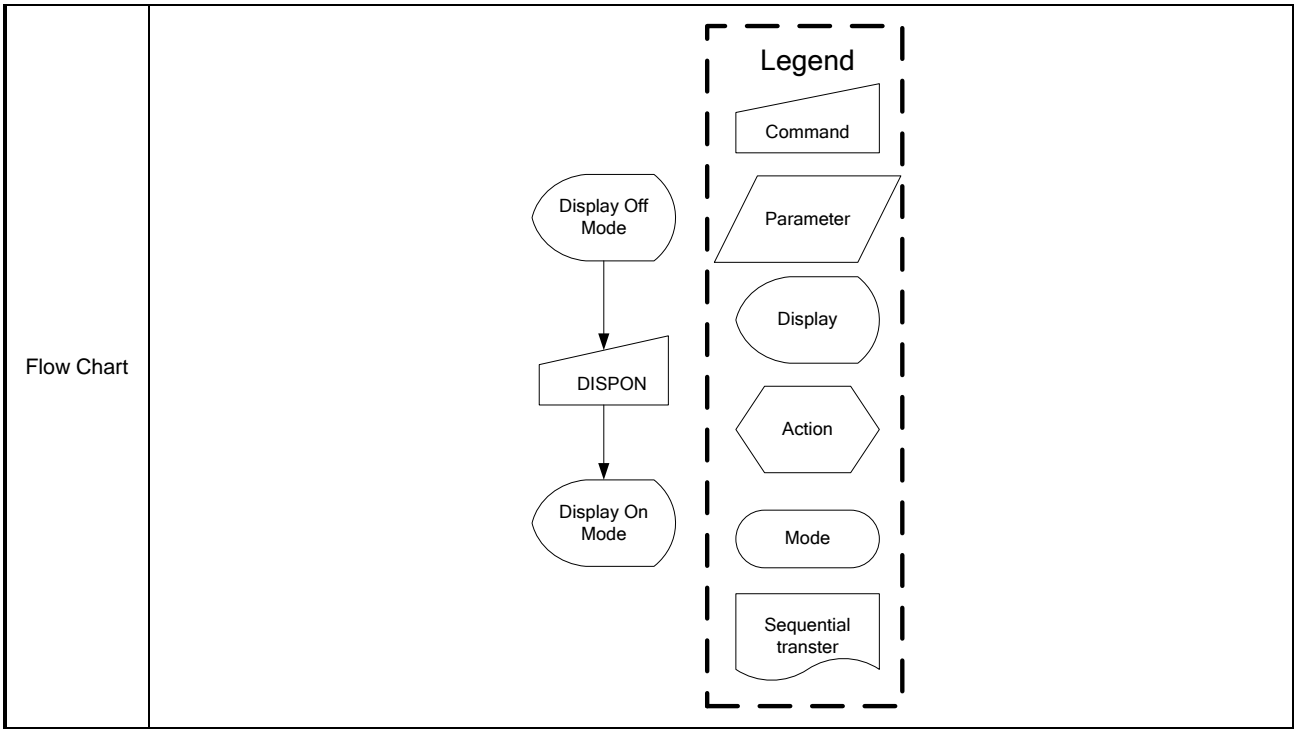 Flow Chart
Display Off
Mode
DISPON
Display On
Mode
Legend
Command
Parameter
Display
Action
Mode
Sequential
transter